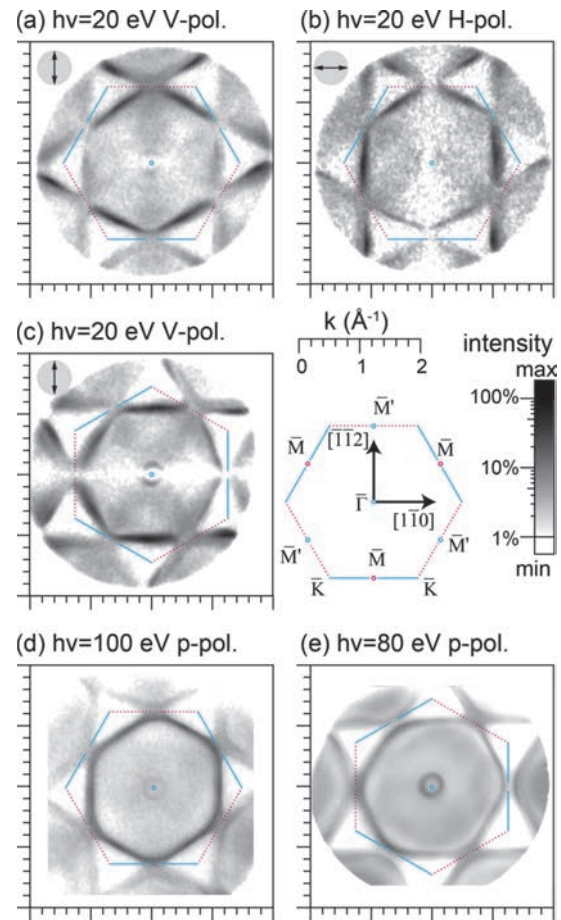 (a) hν=20 eV V-pol.
(b) hν=20 eV H-pol.
(c) hν=20 eV V-pol.
k (Å⁻¹)
0 1 2
intensity
max
100%
10%
1%
min
M̄'
[1̄1̄2]
M̄ M̄
Γ̄
[11̄0]
M̄' M̄ M̄'
K̄ K̄
(d) hν=100 eV p-pol.
(e) hν=80 eV p-pol.